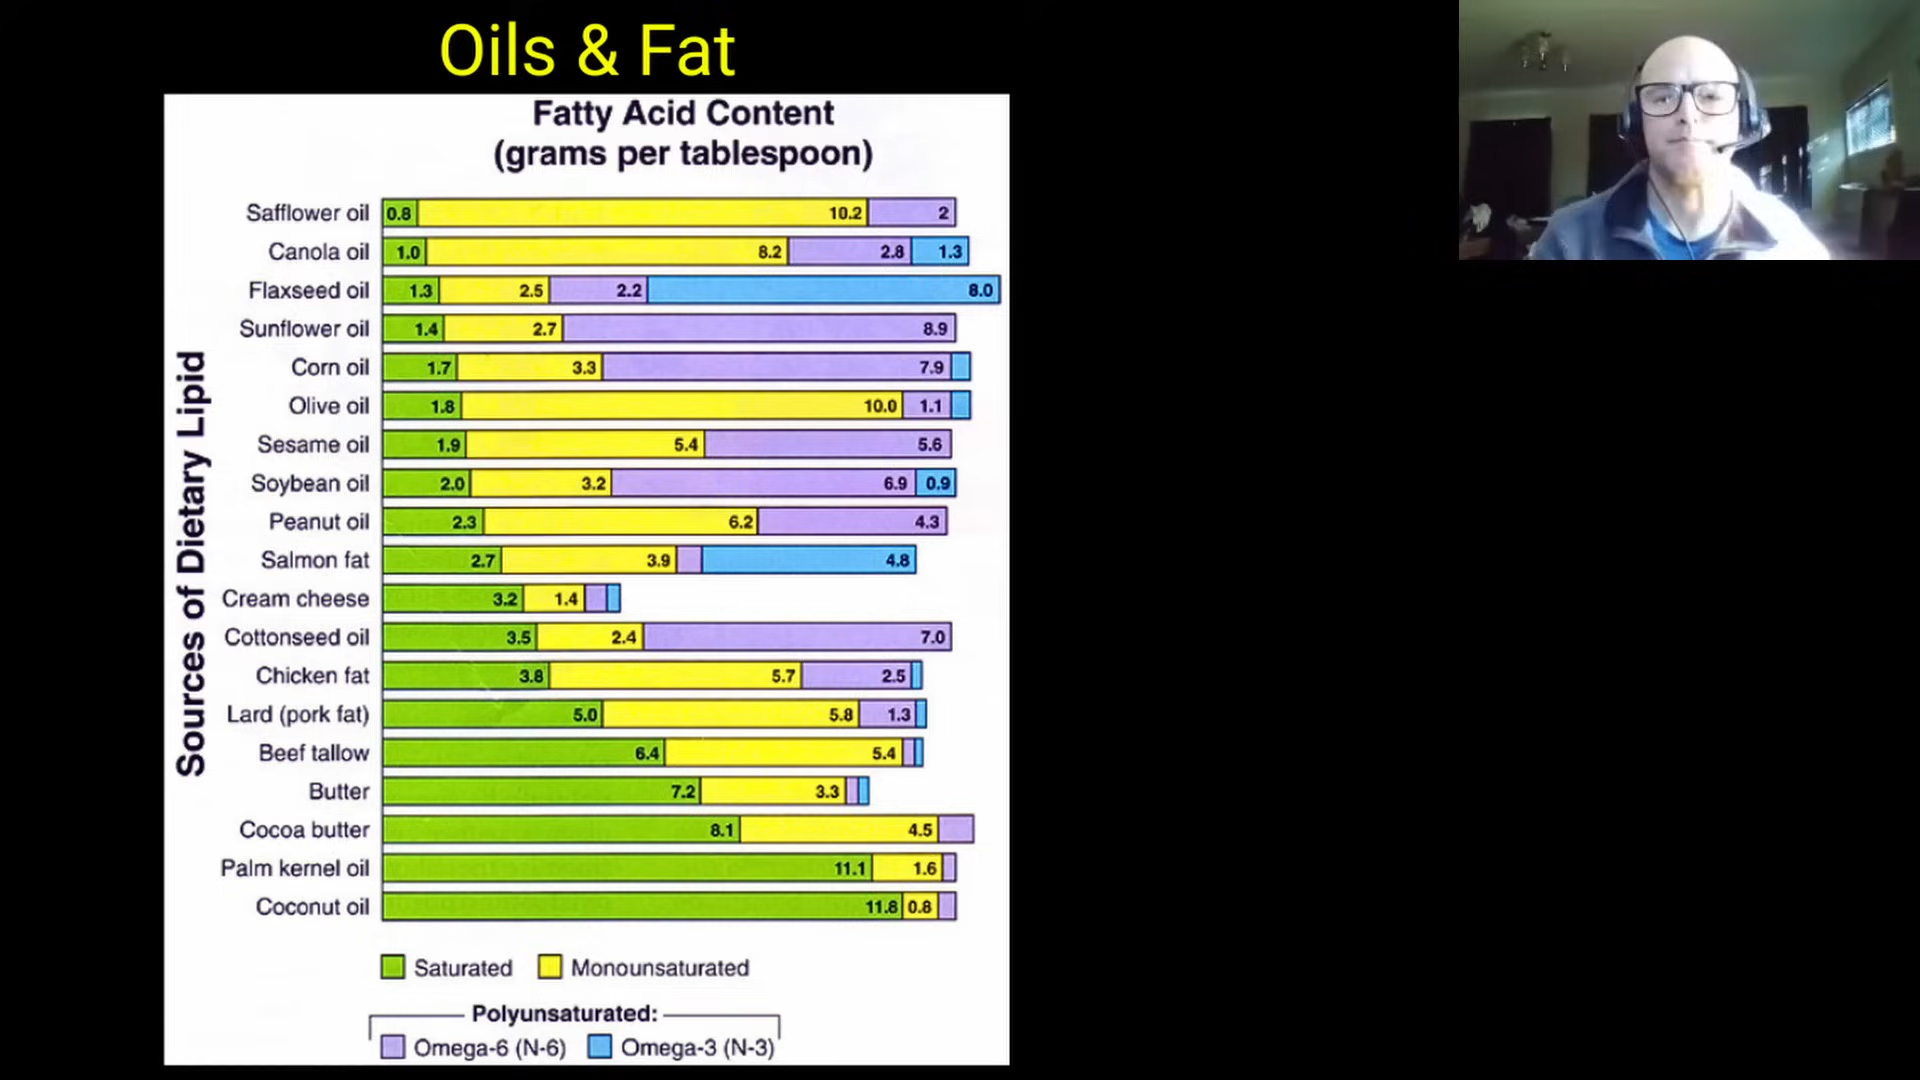 Oils & Fat
Fatty Acid Content
(grams per tablespoon)
Sources of Dietary Lipid
Safflower oil 0.8 10.2 2
Canola oil 1.0 8.2 2.8 1.3
Flaxseed oil 1.3 2.5 2.2 8.0
Sunflower oil 1.4 2.7 8.9
Corn oil 1.7 3.3 7.9
Olive oil 1.8 10.0 1.1
Sesame oil 1.9 5.4 5.6
Soybean oil 2.0 3.2 6.9 0.9
Peanut oil 2.3 6.2 4.3
Salmon fat 2.7 3.9 4.8
Cream cheese 3.2 1.4
Cottonseed oil 3.5 2.4 7.0
Chicken fat 3.8 5.7 2.5
Lard (pork fat) 5.0 5.8 1.3
Beef tallow 6.4 5.4
Butter 7.2 3.3
Cocoa butter 8.1 4.5
Palm kernel oil 11.1 1.6
Coconut oil 11.8 0.8
Saturated Monounsaturated
Polyunsaturated:
Omega-6 (N-6) Omega-3 (N-3)